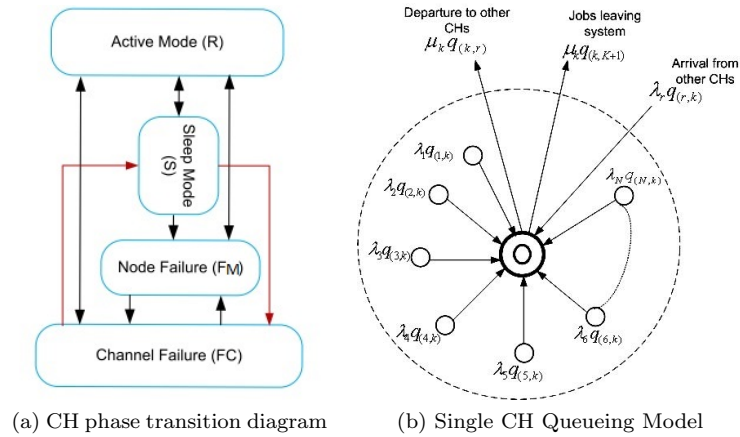 Active Mode (R)
Sleep Mode
(S)
Node Failure (FM)
Channel Failure (FC)
(a) CH phase transition diagram
Departure to other
CHs
μₖq₍ₖ,ᵣ₎
Jobs leaving
system
μₖq₍ₖ,K₊₁₎
Arrival from
other CHs
λᵣq₍ᵣ,ₖ₎
λ₁q₍₁,ₖ₎
λ₂q₍₂,ₖ₎
λ₃q₍₃ₖ₎
λ₄q₍₄,ₖ₎
λ₅q₍₅,ₖ₎
λ₆q₍₆,ₖ₎
λ_N q₍N,ₖ₎
(b) Single CH Queueing Model